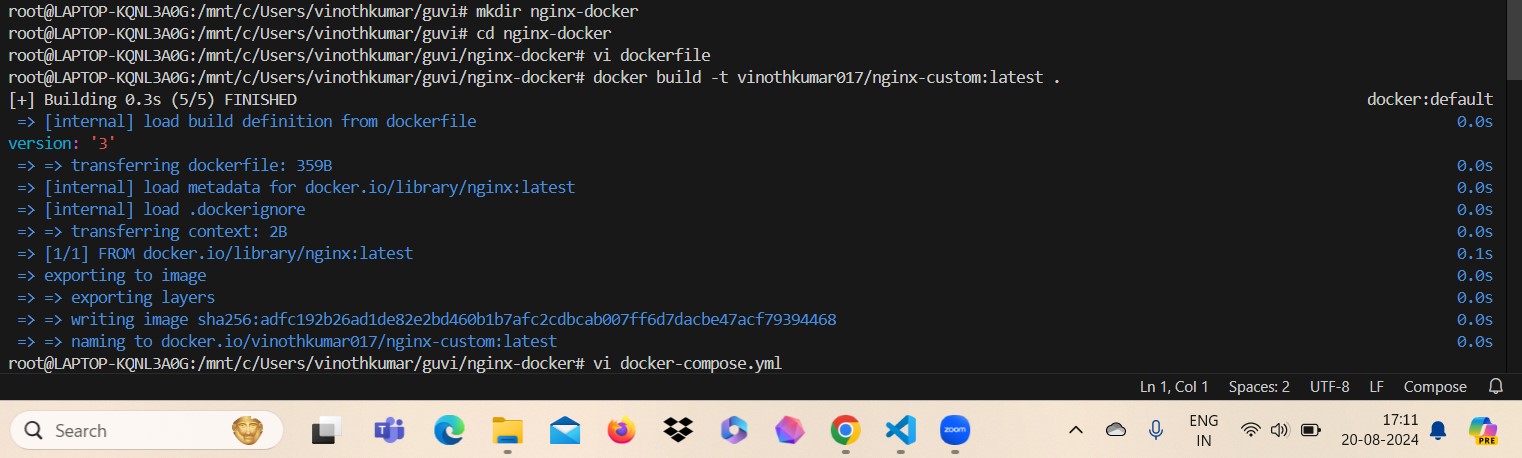 root@LAPTOP-KQNL3A0G:/mnt/c/Users/vinothkumar/guvi# mkdir nginx-docker
root@LAPTOP-KQNL3A0G:/mnt/c/Users/vinothkumar/guvi# cd nginx-docker
root@LAPTOP-KQNL3A0G:/mnt/c/Users/vinothkumar/guvi/nginx-docker# vi dockerfile
root@LAPTOP-KQNL3A0G:/mnt/c/Users/vinothkumar/guvi/nginx-docker# docker build -t vinothkumar017/nginx-custom:latest .
[+] Building 0.3s (5/5) FINISHED docker:default
=> [internal] load build definition from dockerfile 0.0s
version: '3'
=> => transferring dockerfile: 359B 0.0s
=> [internal] load metadata for docker.io/library/nginx:latest 0.0s
=> [internal] load .dockerignore 0.0s
=> => transferring context: 2B 0.0s
=> [1/1] FROM docker.io/library/nginx:latest 0.1s
=> exporting to image 0.0s
=> => exporting layers 0.0s
=> => writing image sha256:adfc192b26ad1de82e2bd460b1b7afc2cdbcab007ff6d7dacbe47acf79394468 0.0s
=> => naming to docker.io/vinothkumar017/nginx-custom:latest 0.0s
root@LAPTOP-KQNL3A0G:/mnt/c/Users/vinothkumar/guvi/nginx-docker# vi docker-compose.yml
Ln 1, Col 1 Spaces: 2 UTF-8 LF Compose
Search
zoom
ENG
IN
17:11
20-08-2024
PRE